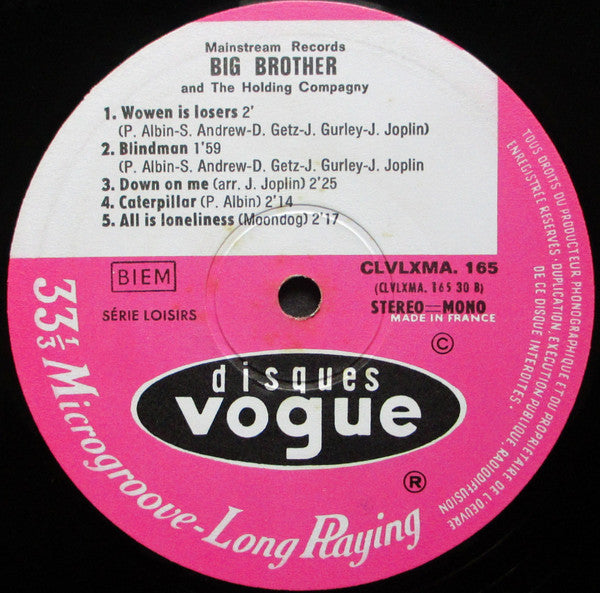 Mainstream Records
BIG BROTHER
and The Holding Compagny
1. Wowen is losers 2'
(P. Albin-S. Andrew-D. Getz-J. Gurley-J. Joplin)
2. Blindman 1'59
(P. Albin-S. Andrew-D. Getz-J. Gurley-J. Joplin
3. Down on me (arr. J. Joplin) 2'25
4. Caterpillar (P. Albin) 2'14
5. All is loneliness (Moondog) 2'17
BIEM
SÉRIE LOISIRS
CLVLXMA. 165
(CLVLXMA. 165 30 B)
STEREO=MONO
MADE IN FRANCE
©
disques
vogue
®
33 1/3 Microgroove-Long Playing
TOUS DROITS DU PRODUCTEUR PHONOGRAPHIQUE ET DU PROPRIÉTAIRE DE L'OEUVRE
ENREGISTRÉE RÉSERVÉS. DUPLICATION, EXÉCUTION PUBLIQUE, RADIODIFFUSION
DE CE DISQUE INTERDITES.